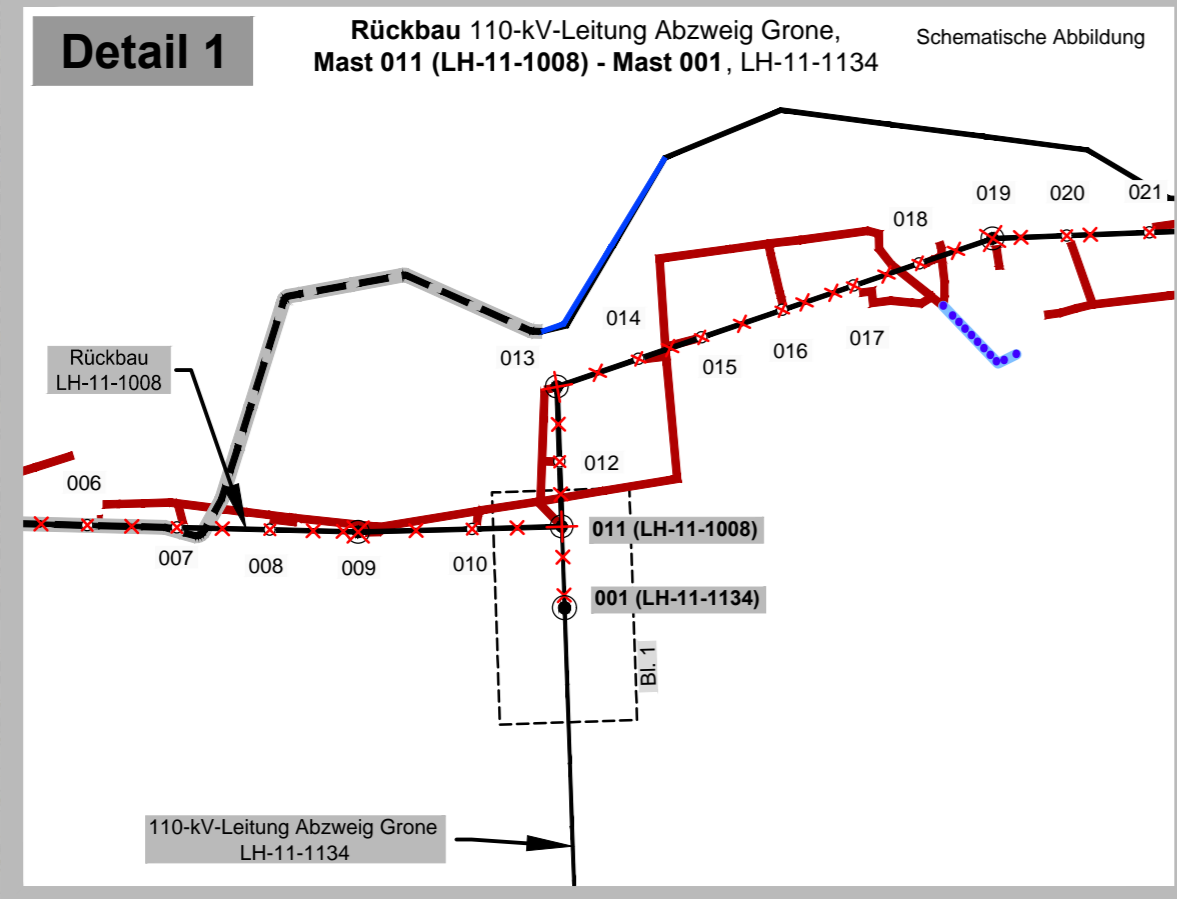 Detail 1
Rückbau 110-kV-Leitung Abzweig Grone,
Mast 011 (LH-11-1008) - Mast 001, LH-11-1134
Schematische Abbildung
019
020
021
018
014
013
Rückbau
LH-11-1008
015
016
017
012
006
007
008
009
010
011 (LH-11-1008)
001 (LH-11-1134)
Bl. 1
110-kV-Leitung Abzweig Grone
LH-11-1134